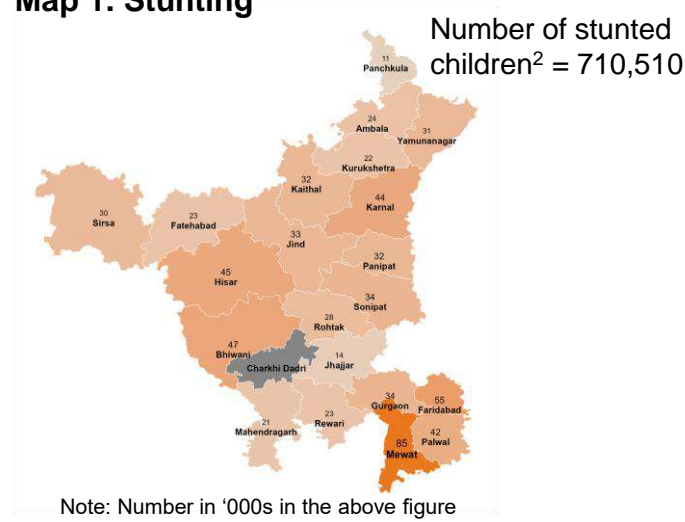 Map 1: Stunting
Number of stunted
children² = 710,510
11
Panchkula
24
Ambala
31
Yamunanagar
22
Kurukshetra
32
Kaithal
44
Karnal
30
Sirsa
23
Fatehabad
33
Jind
32
Panipat
45
Hisar
34
Sonipat
28
Rohtak
47
Bhiwani
Charkhi Dadri
14
Jhajjar
34
Gurgaon
55
Faridabad
21
Mahendragarh
23
Rewari
42
Palwal
85
Mewat
Note: Number in ‘000s in the above figure